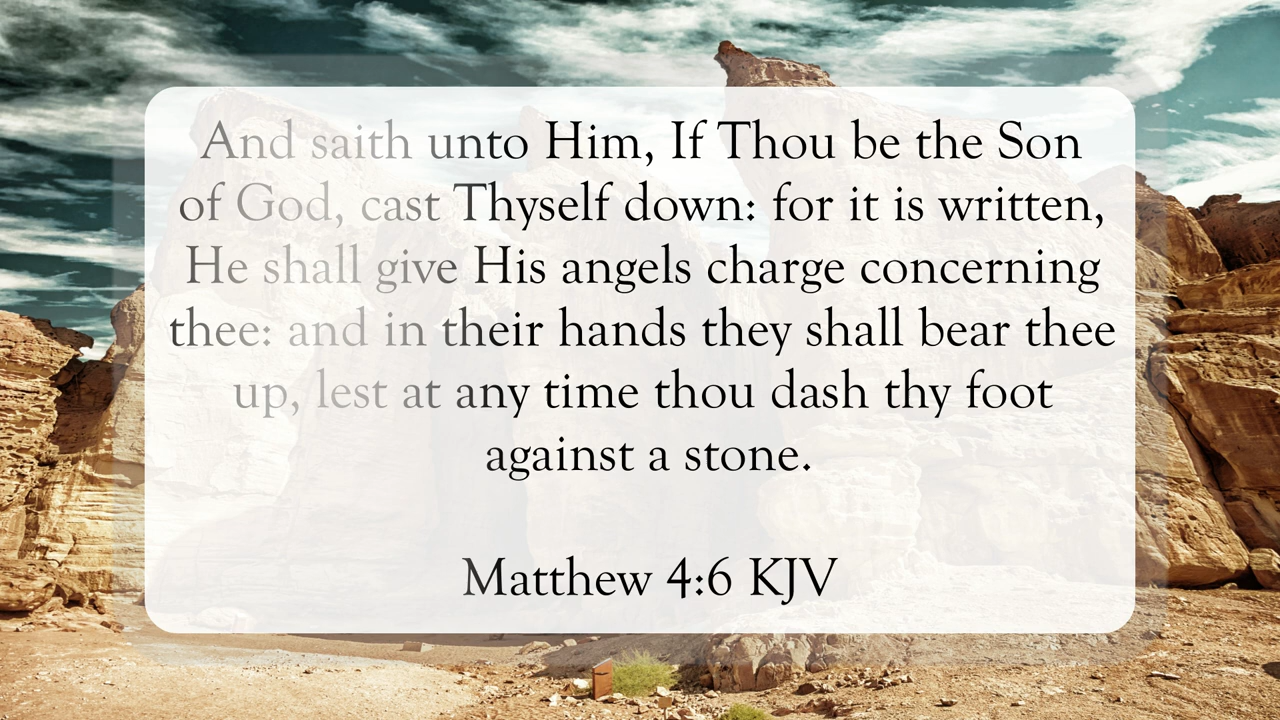 And saith unto Him, If Thou be the Son
of God, cast Thyself down: for it is written,
He shall give His angels charge concerning
thee: and in their hands they shall bear thee
up, lest at any time thou dash thy foot
against a stone.
Matthew 4:6 KJV